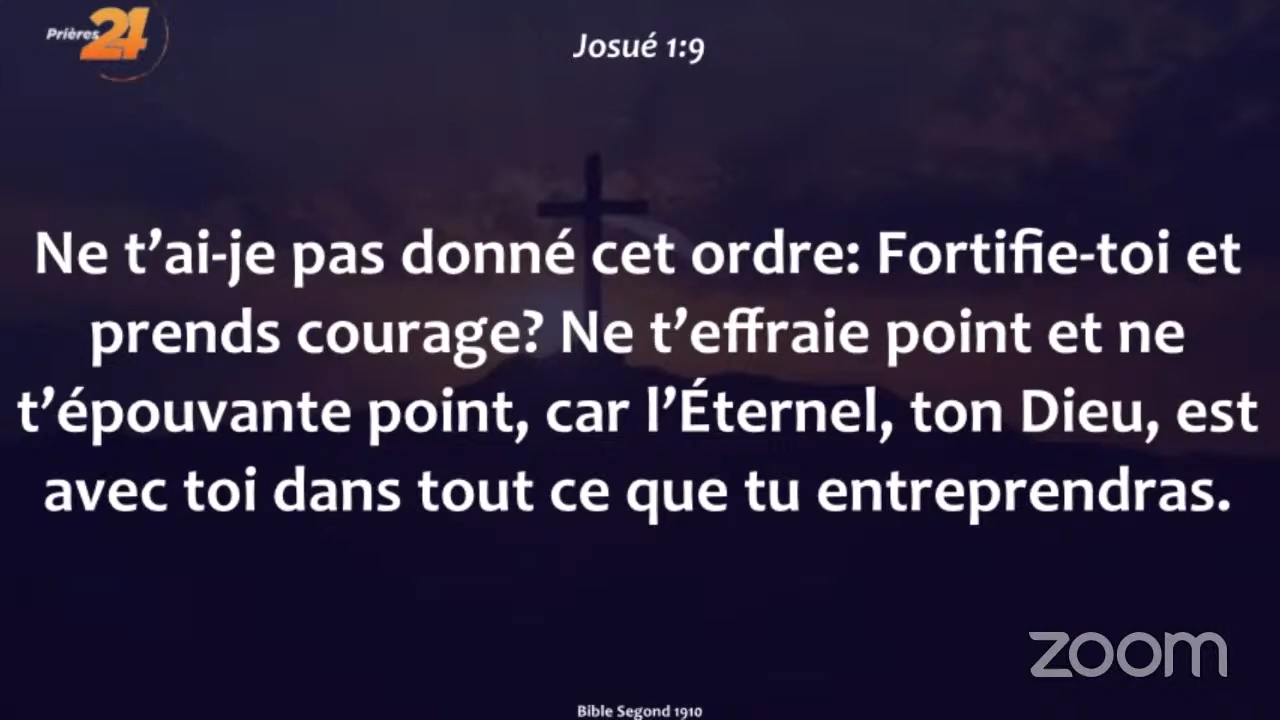 Prières 21
Josué 1:9
Ne t’ai-je pas donné cet ordre: Fortifie-toi et
prends courage? Ne t’effraie point et ne
t’épouvante point, car l’Éternel, ton Dieu, est
avec toi dans tout ce que tu entreprendras.
zoom
Bible Segond 1910